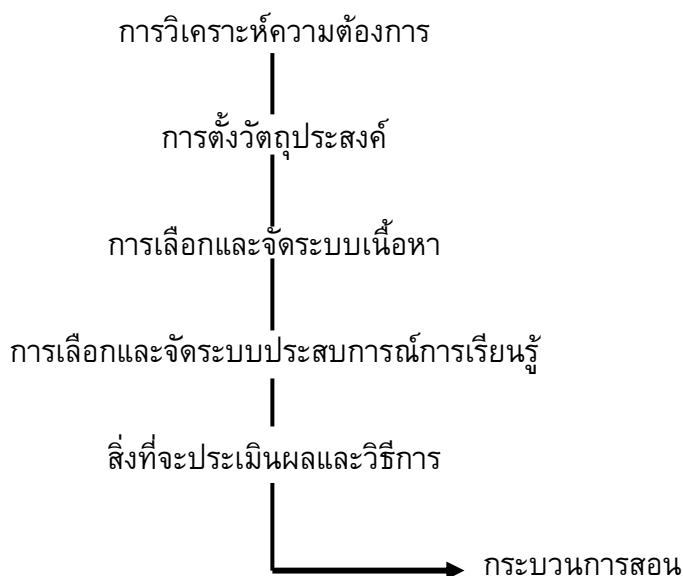 การวิเคราะห์ความต้องการ
การตั้งวัตถุประสงค์
การเลือกและจัดระบบเนื้อหา
การเลือกและจัดระบบประสบการณ์การเรียนรู้
สิ่งที่จะประเมินผลและวิธีการ
กระบวนการสอน